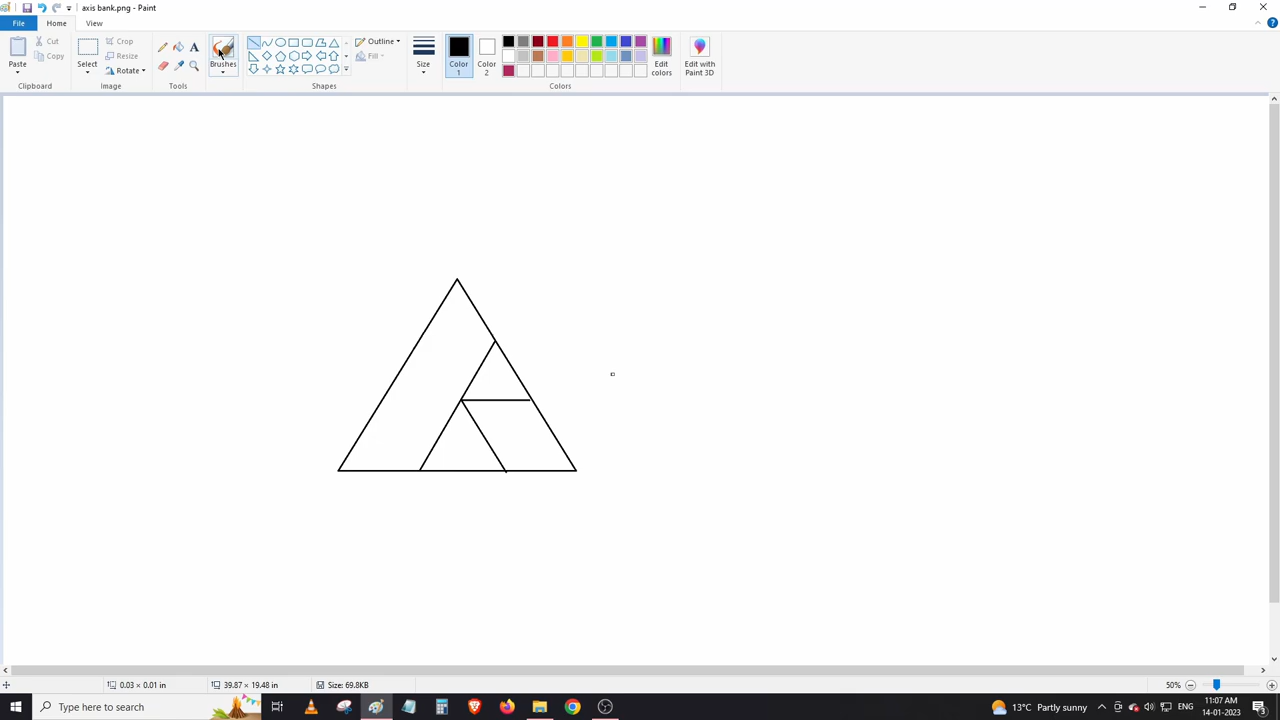 axis bank.png - Paint
File Home View
Paste
Cut
Copy
Clipboard
Select
Crop
Resize
Rotate
Image
A
Tools
Brushes
Outline
Fill
Shapes
Size
Color 1
Color 2
Edit colors
Colors
Edit with Paint 3D
0.03 × 0.01 in
39.87 × 19.48 in
Size: 69.8KB
50%
Type here to search
13°C Partly sunny
ENG
IN
11:07 AM
14-01-2023